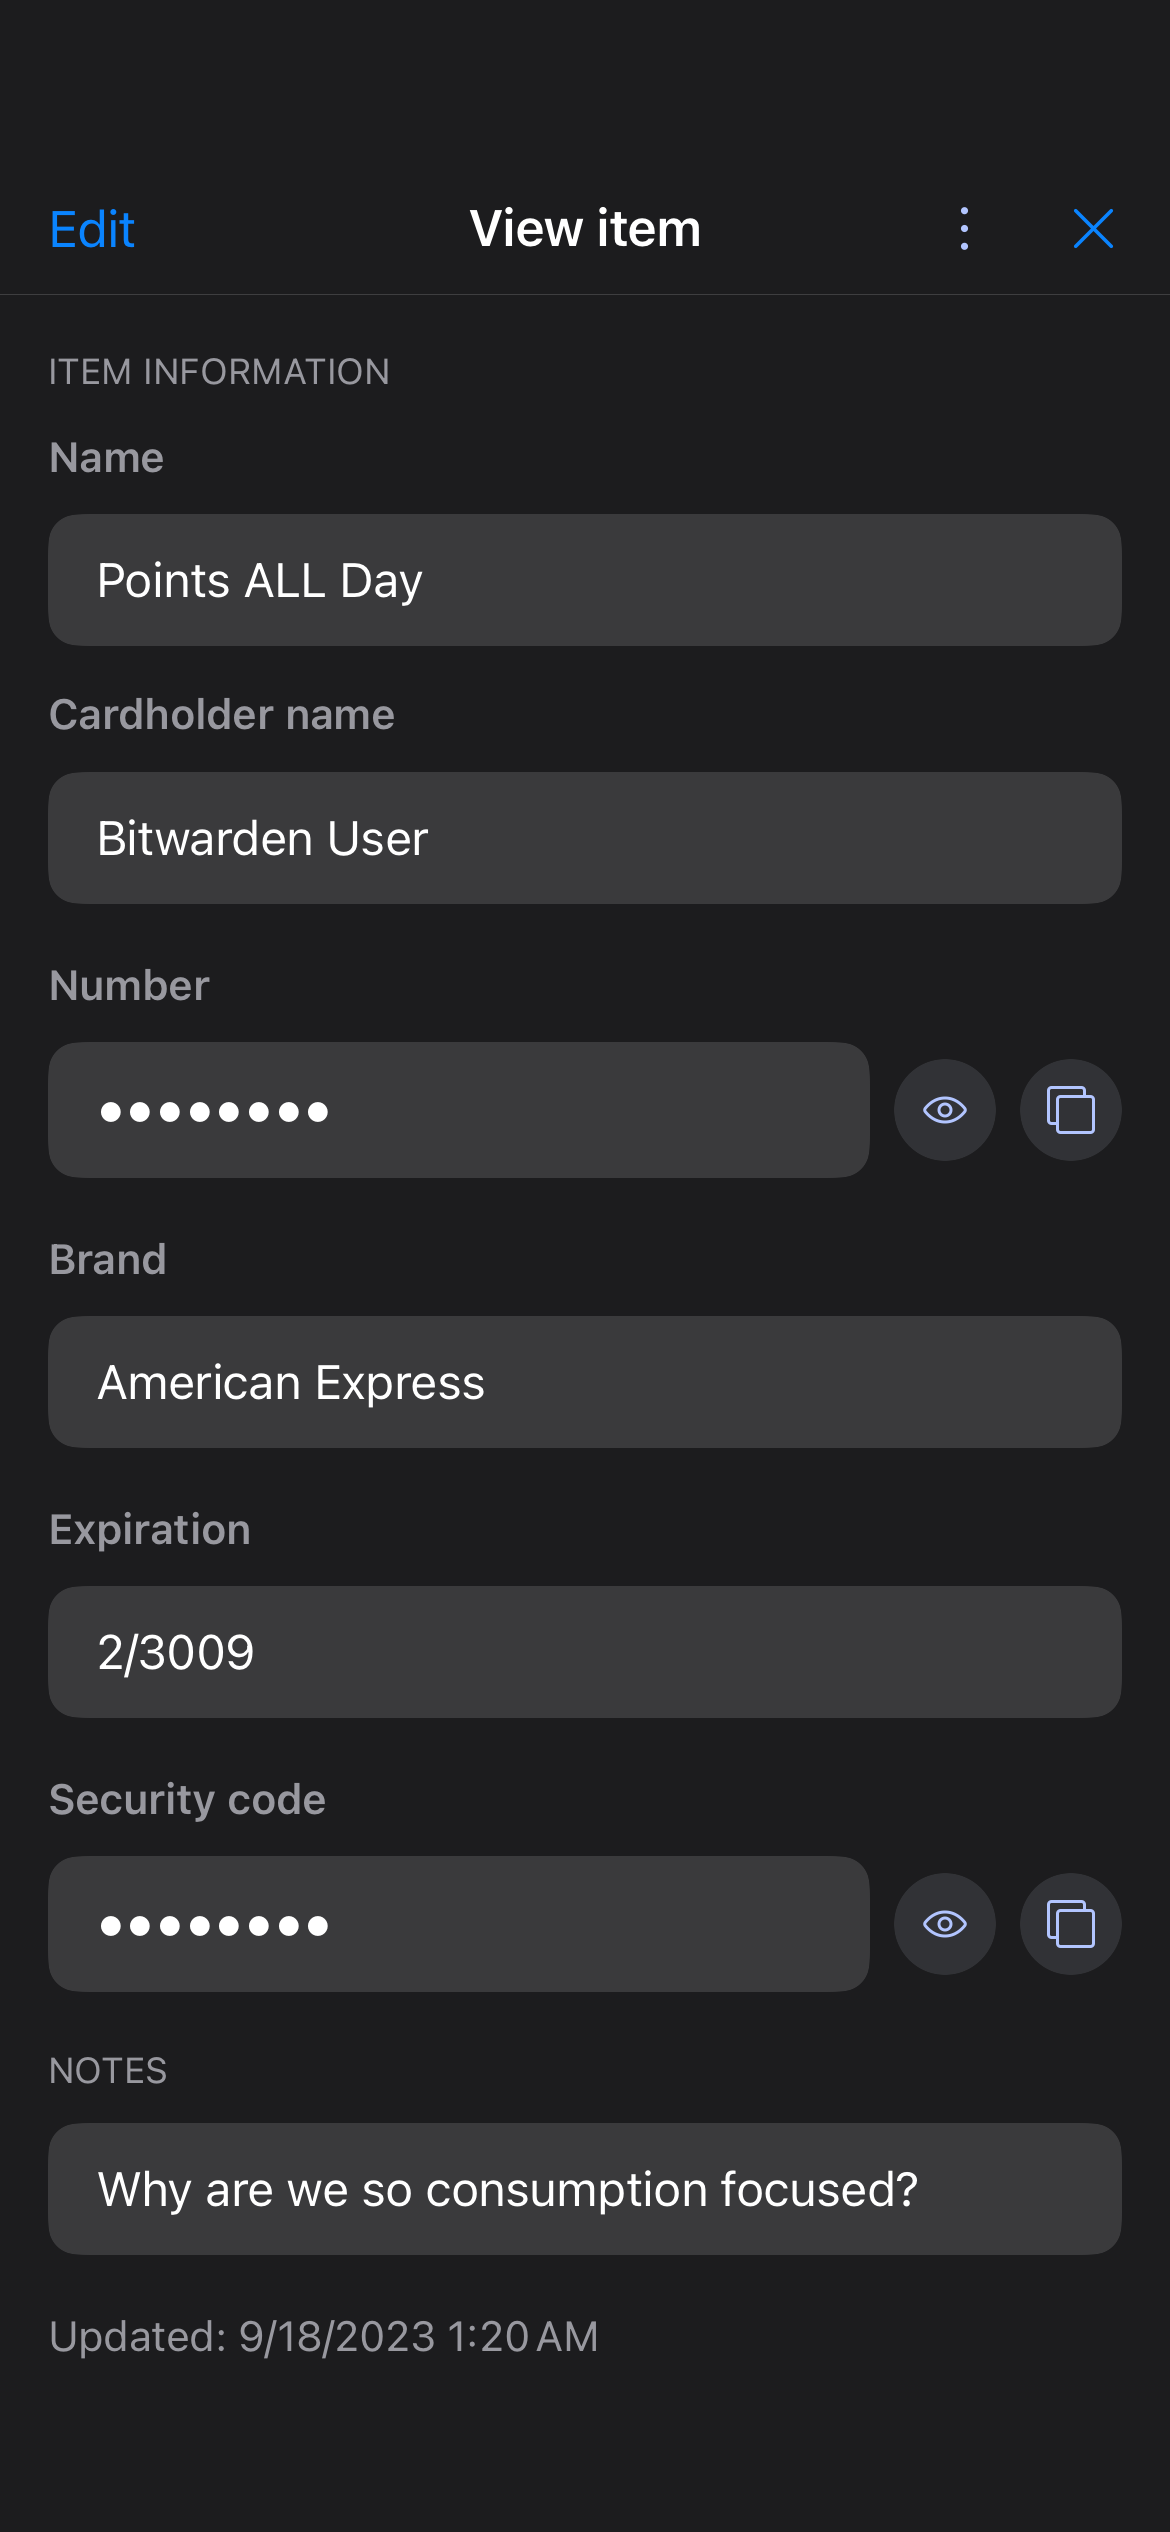 Edit
View item
ITEM INFORMATION
Name
Points ALL Day
Cardholder name
Bitwarden User
Number
••••••••
Brand
American Express
Expiration
2/3009
Security code
••••••••
NOTES
Why are we so consumption focused?
Updated: 9/18/2023 1:20 AM